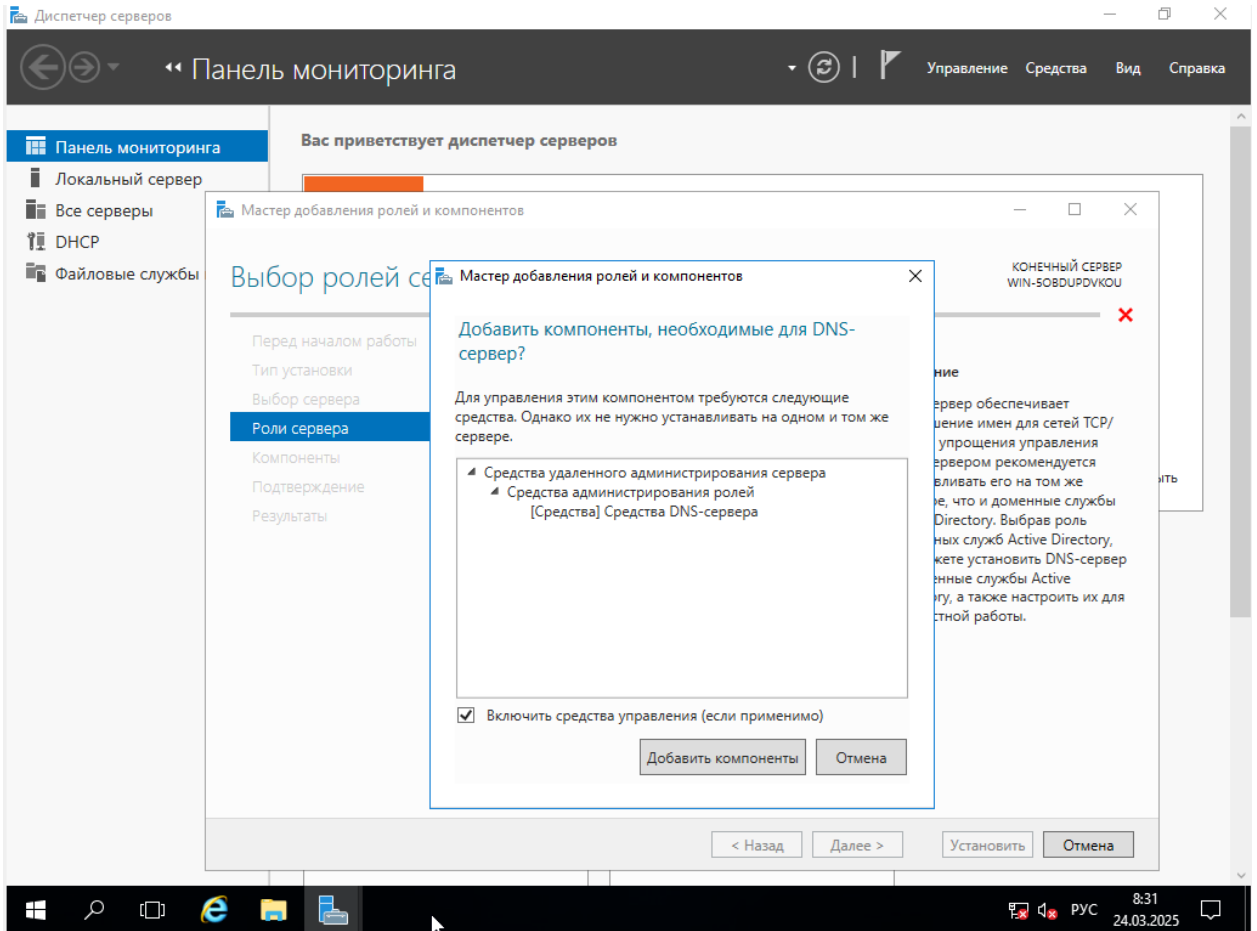 Диспетчер серверов
Панель мониторинга
Управление Средства Вид Справка
Панель мониторинга
Локальный сервер
Все серверы
DHCP
Файловые службы
Вас приветствует диспетчер серверов
Мастер добавления ролей и компонентов
Выбор ролей се
КОНЕЧНЫЙ СЕРВЕР
WIN-5OBDUPDVKOU
Перед началом работы
Тип установки
Выбор сервера
Роли сервера
Компоненты
Подтверждение
Результаты
Мастер добавления ролей и компонентов
Добавить компоненты, необходимые для DNS-
сервер?
Для управления этим компонентом требуются следующие
средства. Однако их не нужно устанавливать на одном и том же
сервере.
Средства удаленного администрирования сервера
Средства администрирования ролей
[Средства] Средства DNS-сервера
Включить средства управления (если применимо)
Добавить компоненты Отмена
ние
ервер обеспечивает
шение имен для сетей TCP/
упрощения управления
ервером рекомендуется
вливать его на том же
ре, что и доменные службы
Directory. Выбрав роль
ных служб Active Directory,
жете установить DNS-сервер
енные службы Active
ory, а также настроить их для
стной работы.
ыть
< Назад Далее > Установить Отмена
РУС
8:31
24.03.2025